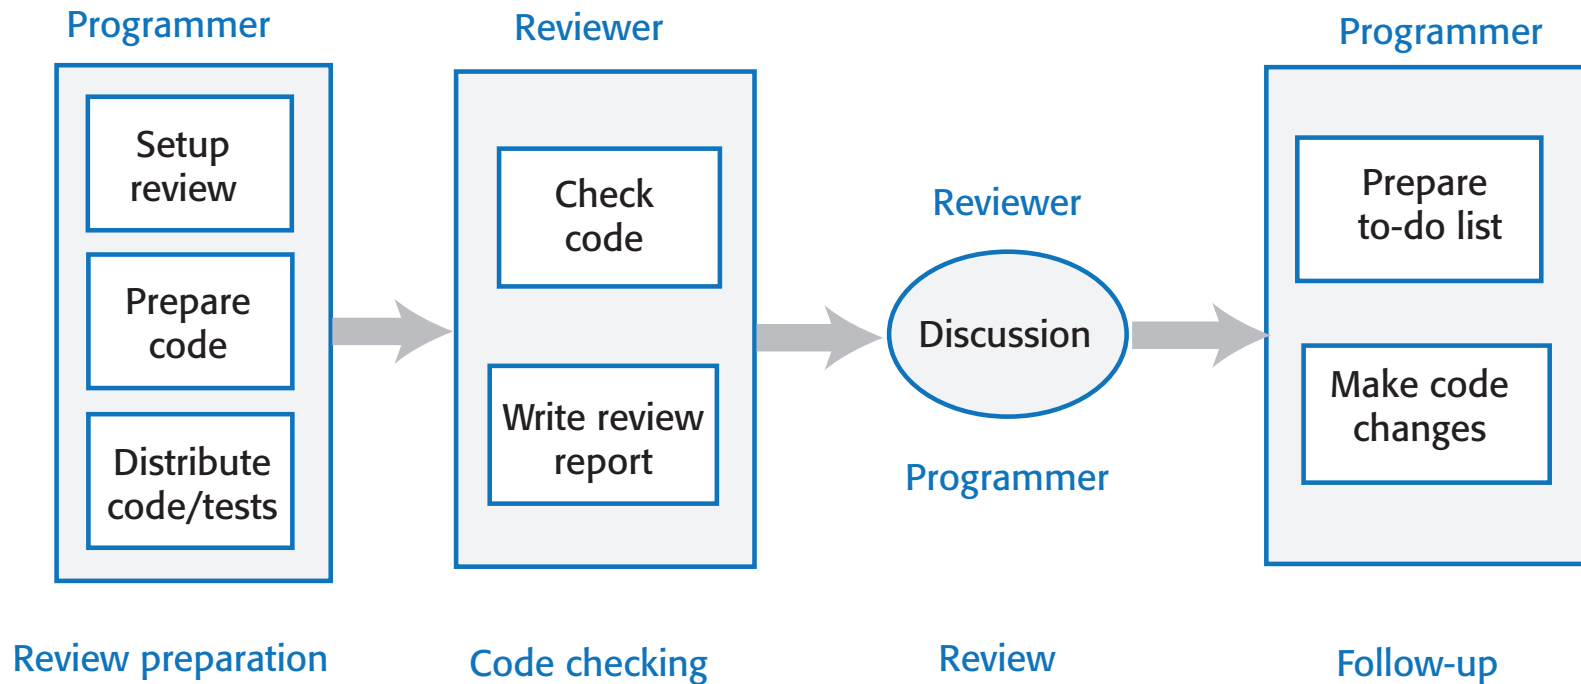 Programmer
Setup
review
Prepare
code
Distribute
code/tests
Review preparation
Reviewer
Check
code
Write review
report
Code checking
Reviewer
Discussion
Programmer
Review
Programmer
Prepare
to-do list
Make code
changes
Follow-up